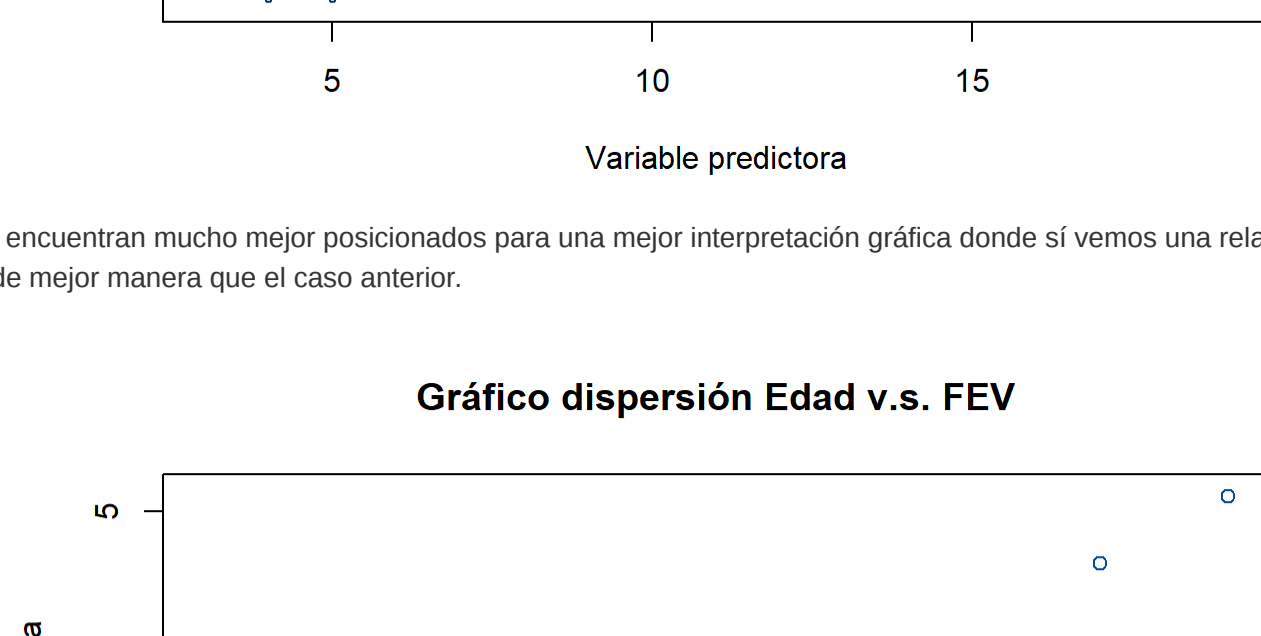 5 10 15
Variable predictora
encuentran mucho mejor posicionados para una mejor interpretación gráfica donde sí vemos una rela
de mejor manera que el caso anterior.
Gráfico dispersión Edad v.s. FEV
5
a